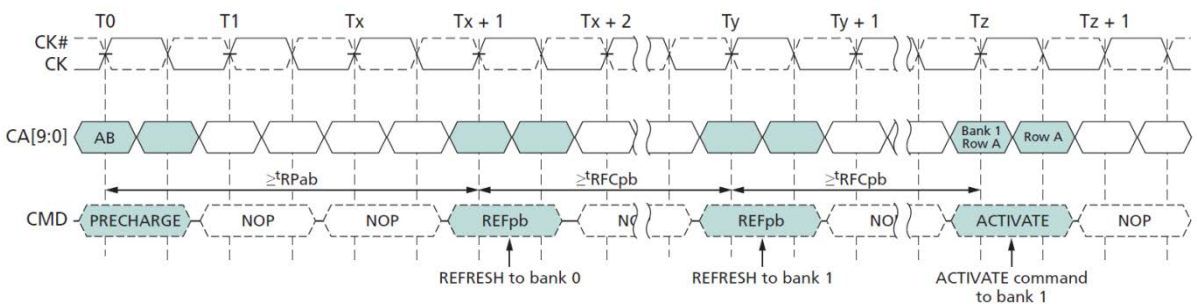 T0 T1 Tx Tx + 1 Tx + 2 Ty Ty + 1 Tz Tz + 1
CK#
CK
CA[9:0] AB Bank 1 Row A
Row A
≥tRPab ≥tRFCpb ≥tRFCpb
CMD PRECHARGE NOP NOP REFpb REFpb ACTIVATE NOP
REFRESH to bank 0 REFRESH to bank 1 ACTIVATE command
to bank 1